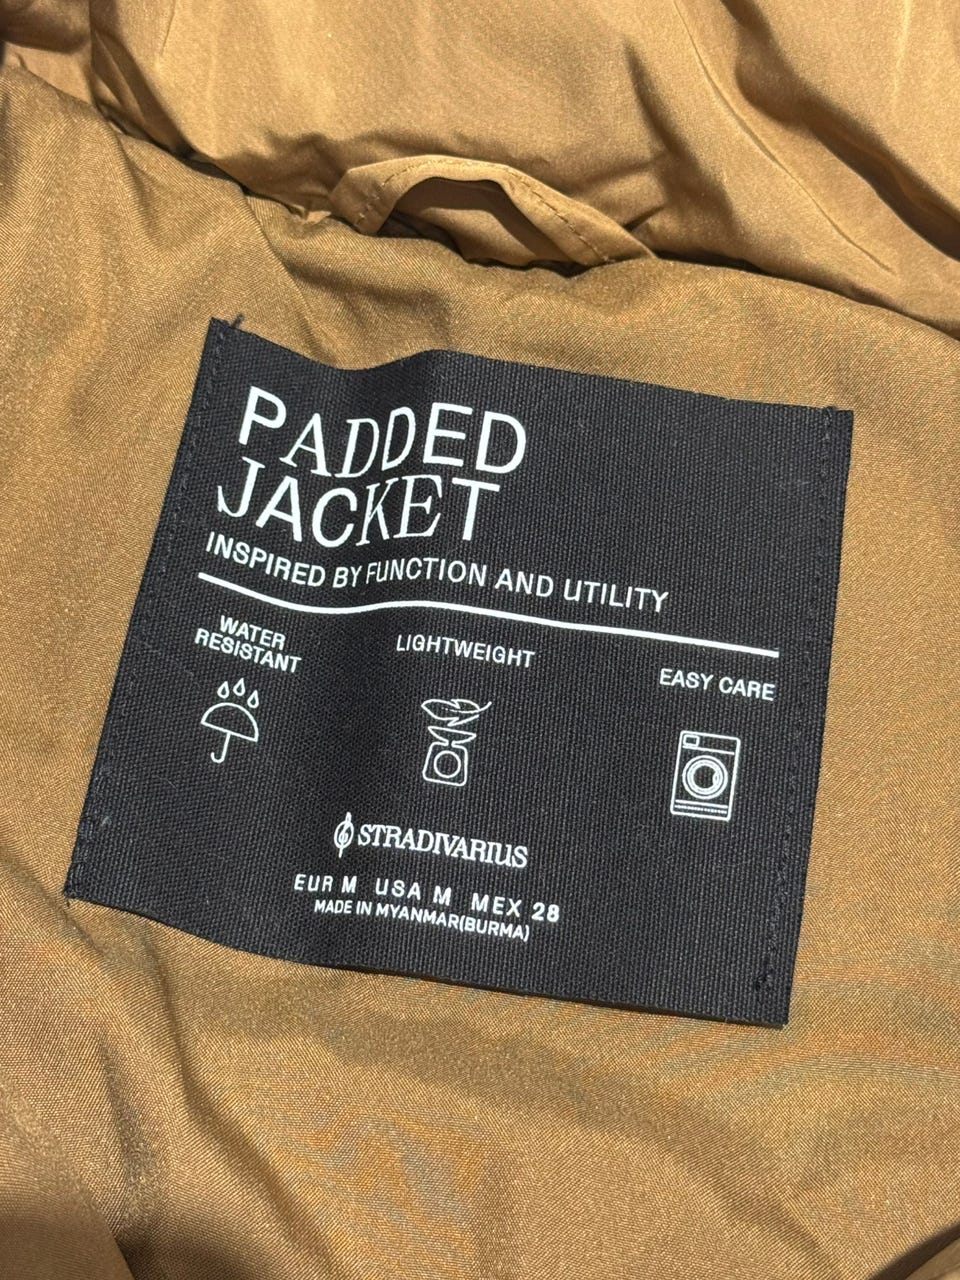 PADDED
JACKET
INSPIRED BY FUNCTION AND UTILITY
WATER
RESISTANT
LIGHTWEIGHT
EASY CARE
STRADIVARIUS
EUR M USA M MEX 28
MADE IN MYANMAR(BURMA)